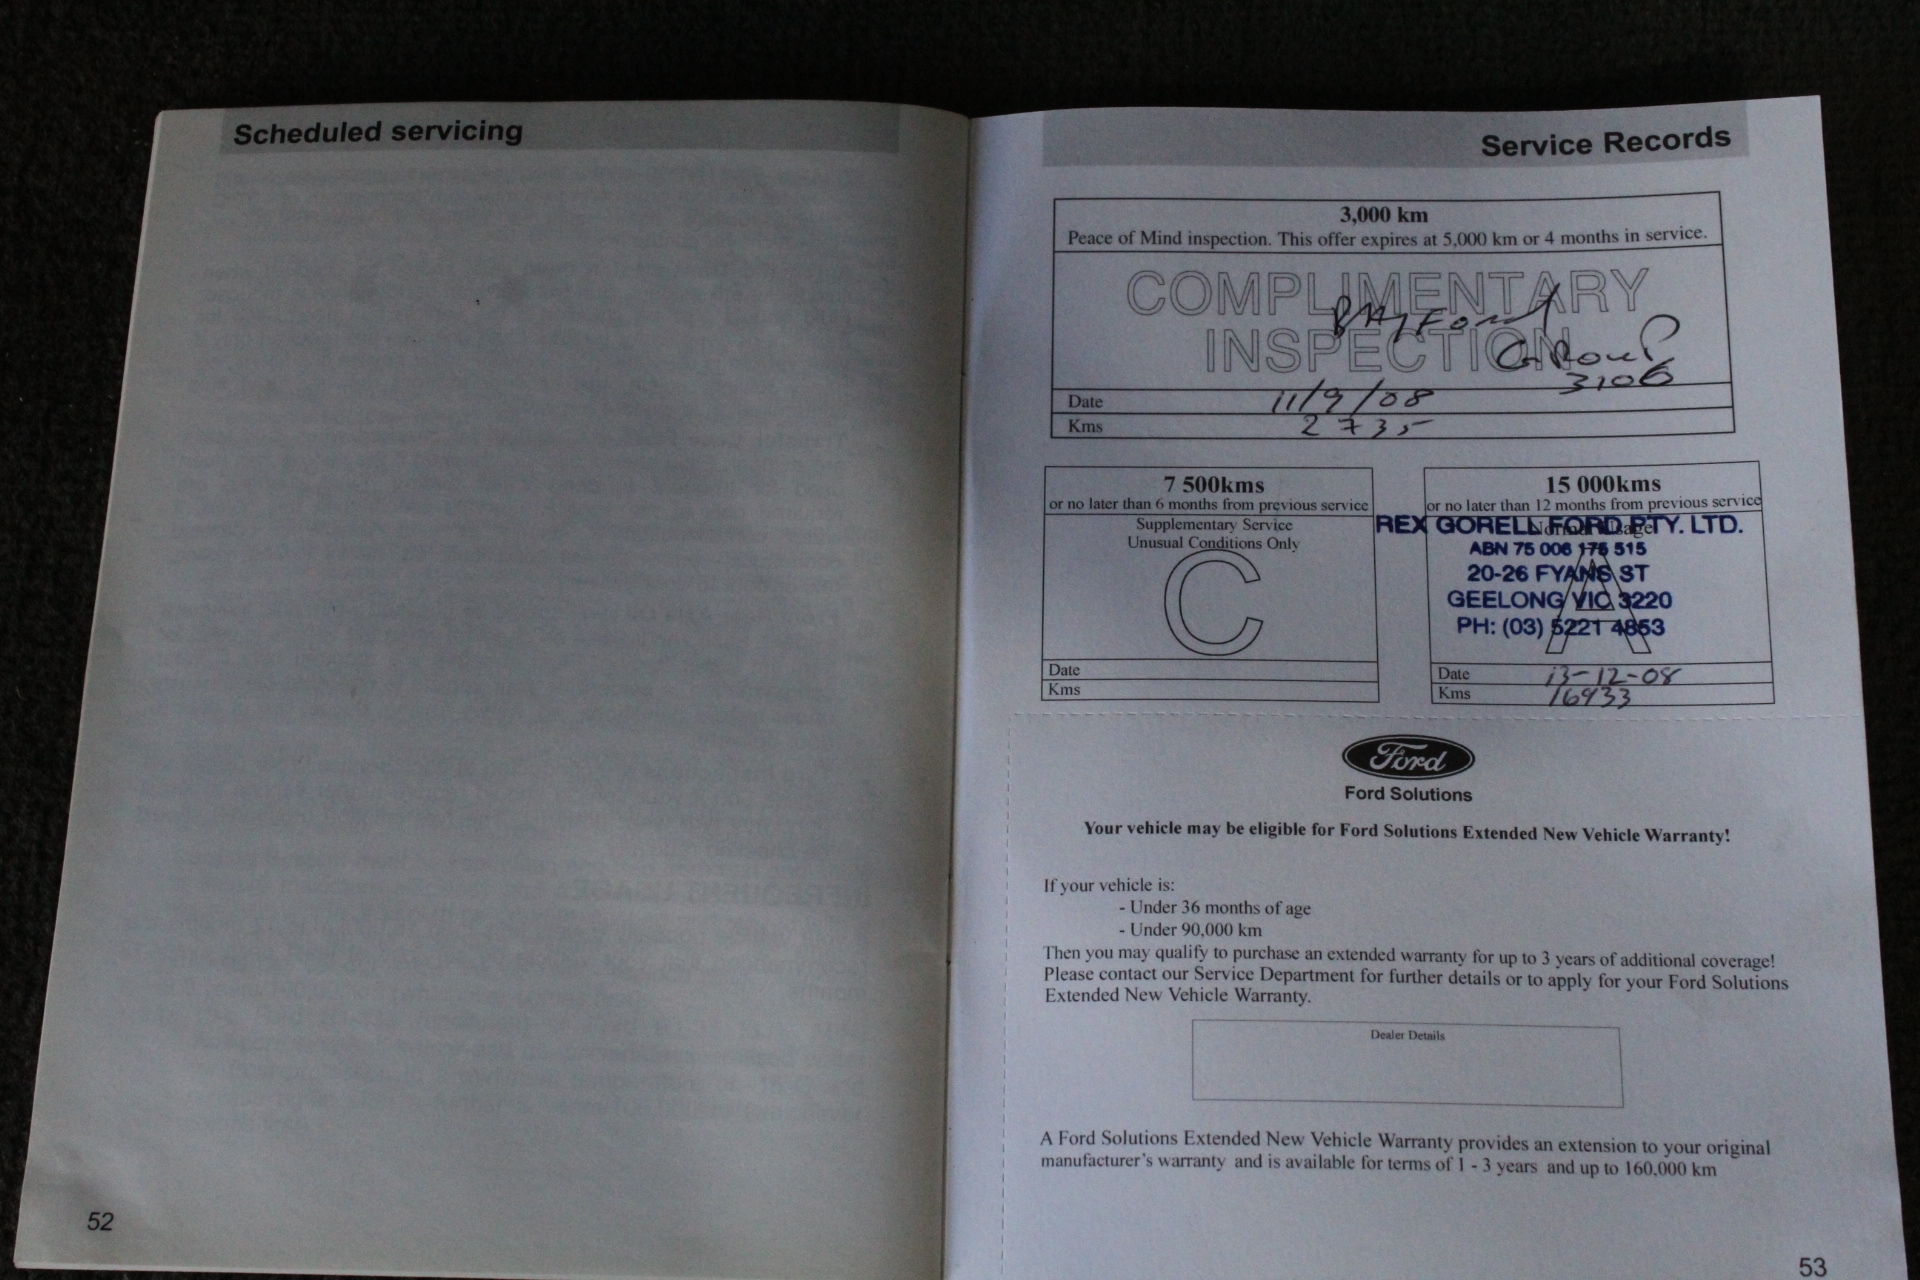 Scheduled servicing
52
Service Records
3,000 km
Peace of Mind inspection. This offer expires at 5,000 km or 4 months in service.
COMPLIMENTARY
INSPECTION
BAYFORD
GROUP
3106
Date 11/9/08
Kms 2735
7 500kms
or no later than 6 months from previous service
Supplementary Service
Unusual Conditions Only
C
Date
Kms
15 000kms
or no later than 12 months from previous service
Normal Usage
A
REX GORELL FORD PTY. LTD.
ABN 75 006 175 515
20-26 FYANS ST
GEELONG VIC 3220
PH: (03) 5221 4853
Date 13-12-08
Kms 16933
Ford
Ford Solutions
Your vehicle may be eligible for Ford Solutions Extended New Vehicle Warranty!
If your vehicle is:
- Under 36 months of age
- Under 90,000 km
Then you may qualify to purchase an extended warranty for up to 3 years of additional coverage!
Please contact our Service Department for further details or to apply for your Ford Solutions
Extended New Vehicle Warranty.
Dealer Details
A Ford Solutions Extended New Vehicle Warranty provides an extension to your original
manufacturer's warranty and is available for terms of 1 - 3 years and up to 160,000 km
53